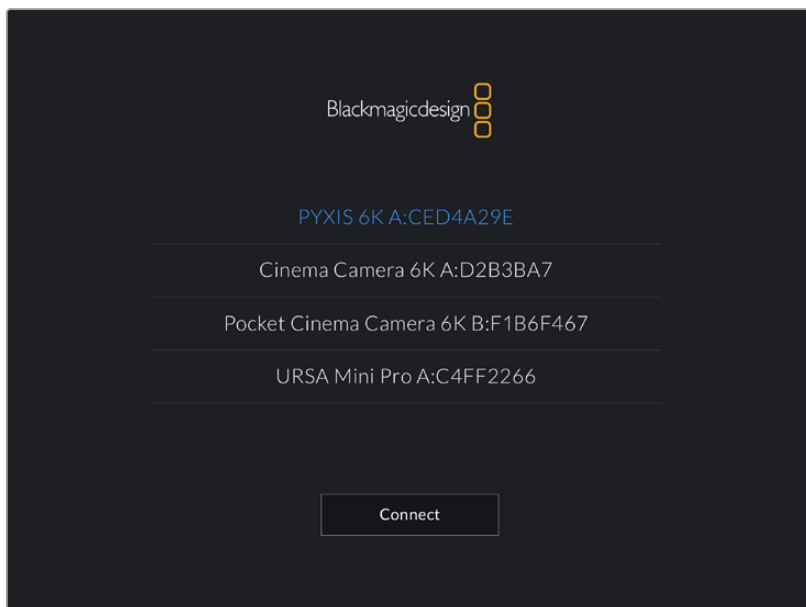 Blackmagicdesign
PYXIS 6K A:CED4A29E
Cinema Camera 6K A:D2B3BA7
Pocket Cinema Camera 6K B:F1B6F467
URSA Mini Pro A:C4FF2266
Connect